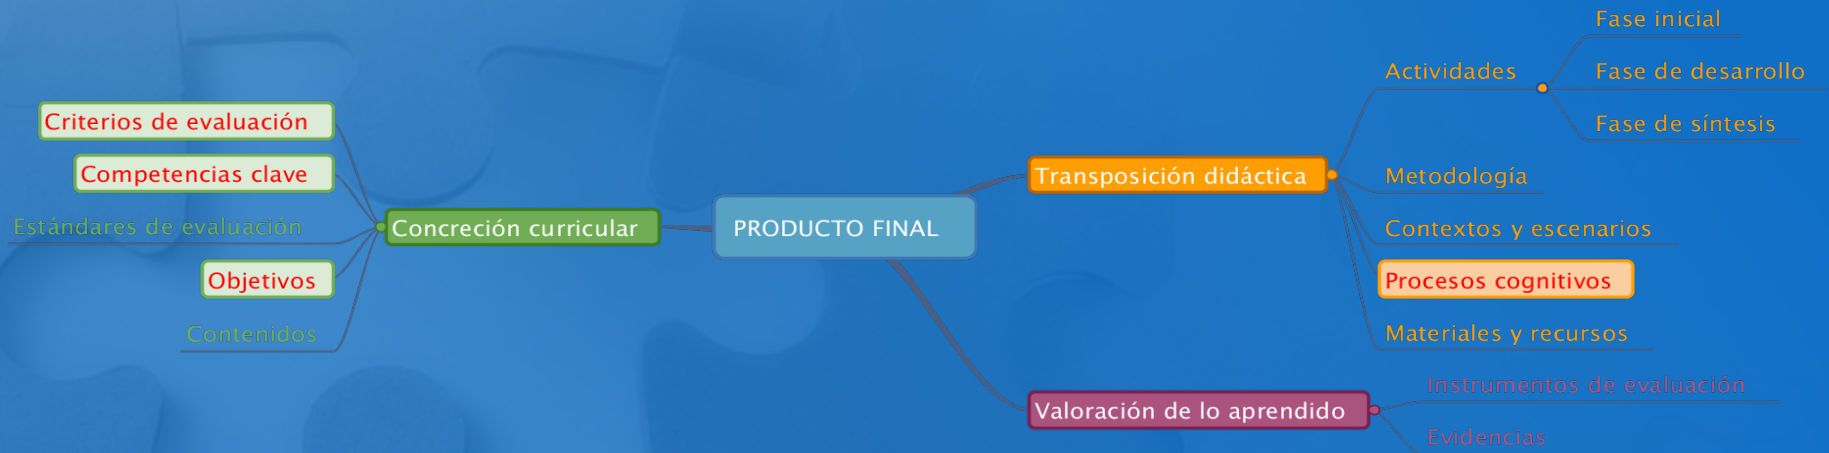 Criterios de evaluación
Competencias clave
Estándares de evaluación
Objetivos
Contenidos
Concreción curricular
PRODUCTO FINAL
Transposición didáctica
Actividades
Fase inicial
Fase de desarrollo
Fase de síntesis
Metodología
Contextos y escenarios
Procesos cognitivos
Materiales y recursos
Valoración de lo aprendido
Instrumentos de evaluación
Evidencias